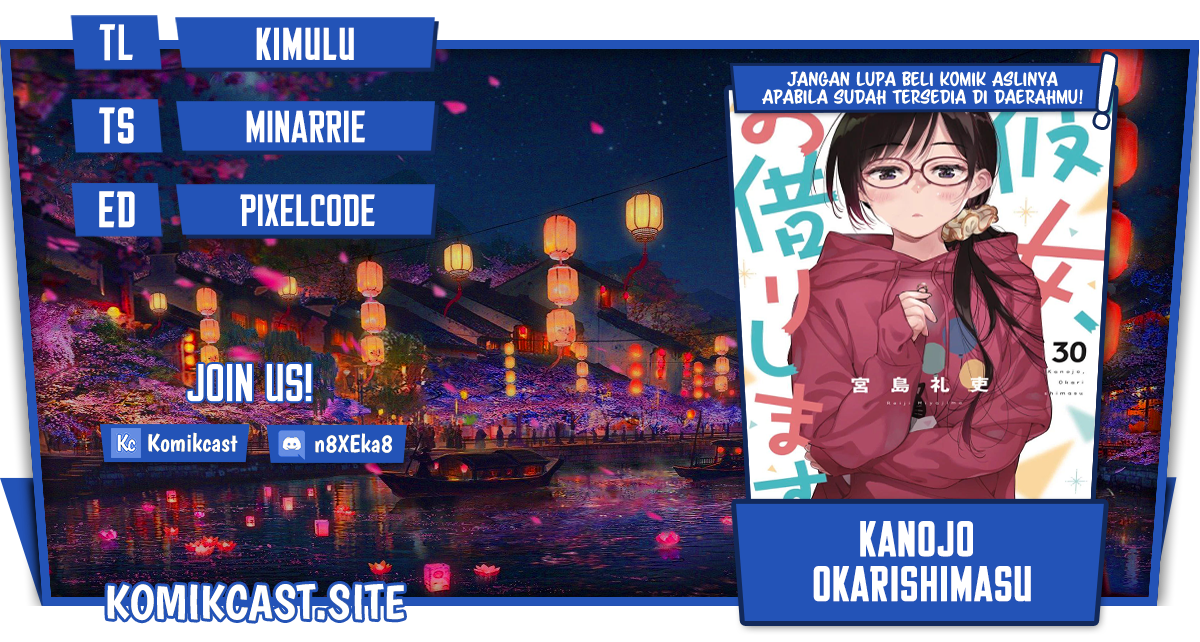 TL KIMULU
TS MINARRIE
ED PIXELCODE
JOIN US!
Kc Komikcast n8XEka8
KOMIKCAST.SITE
JANGAN LUPA BELI KOMIK ASLINYA
APABILA SUDAH TERSEDIA DI DAERAHMU!
彼女、
お借りします
30
Kanojo,
Okari
shimasu
宮島礼吏
Reiji Miyajima
KANOJO
OKARISHIMASU